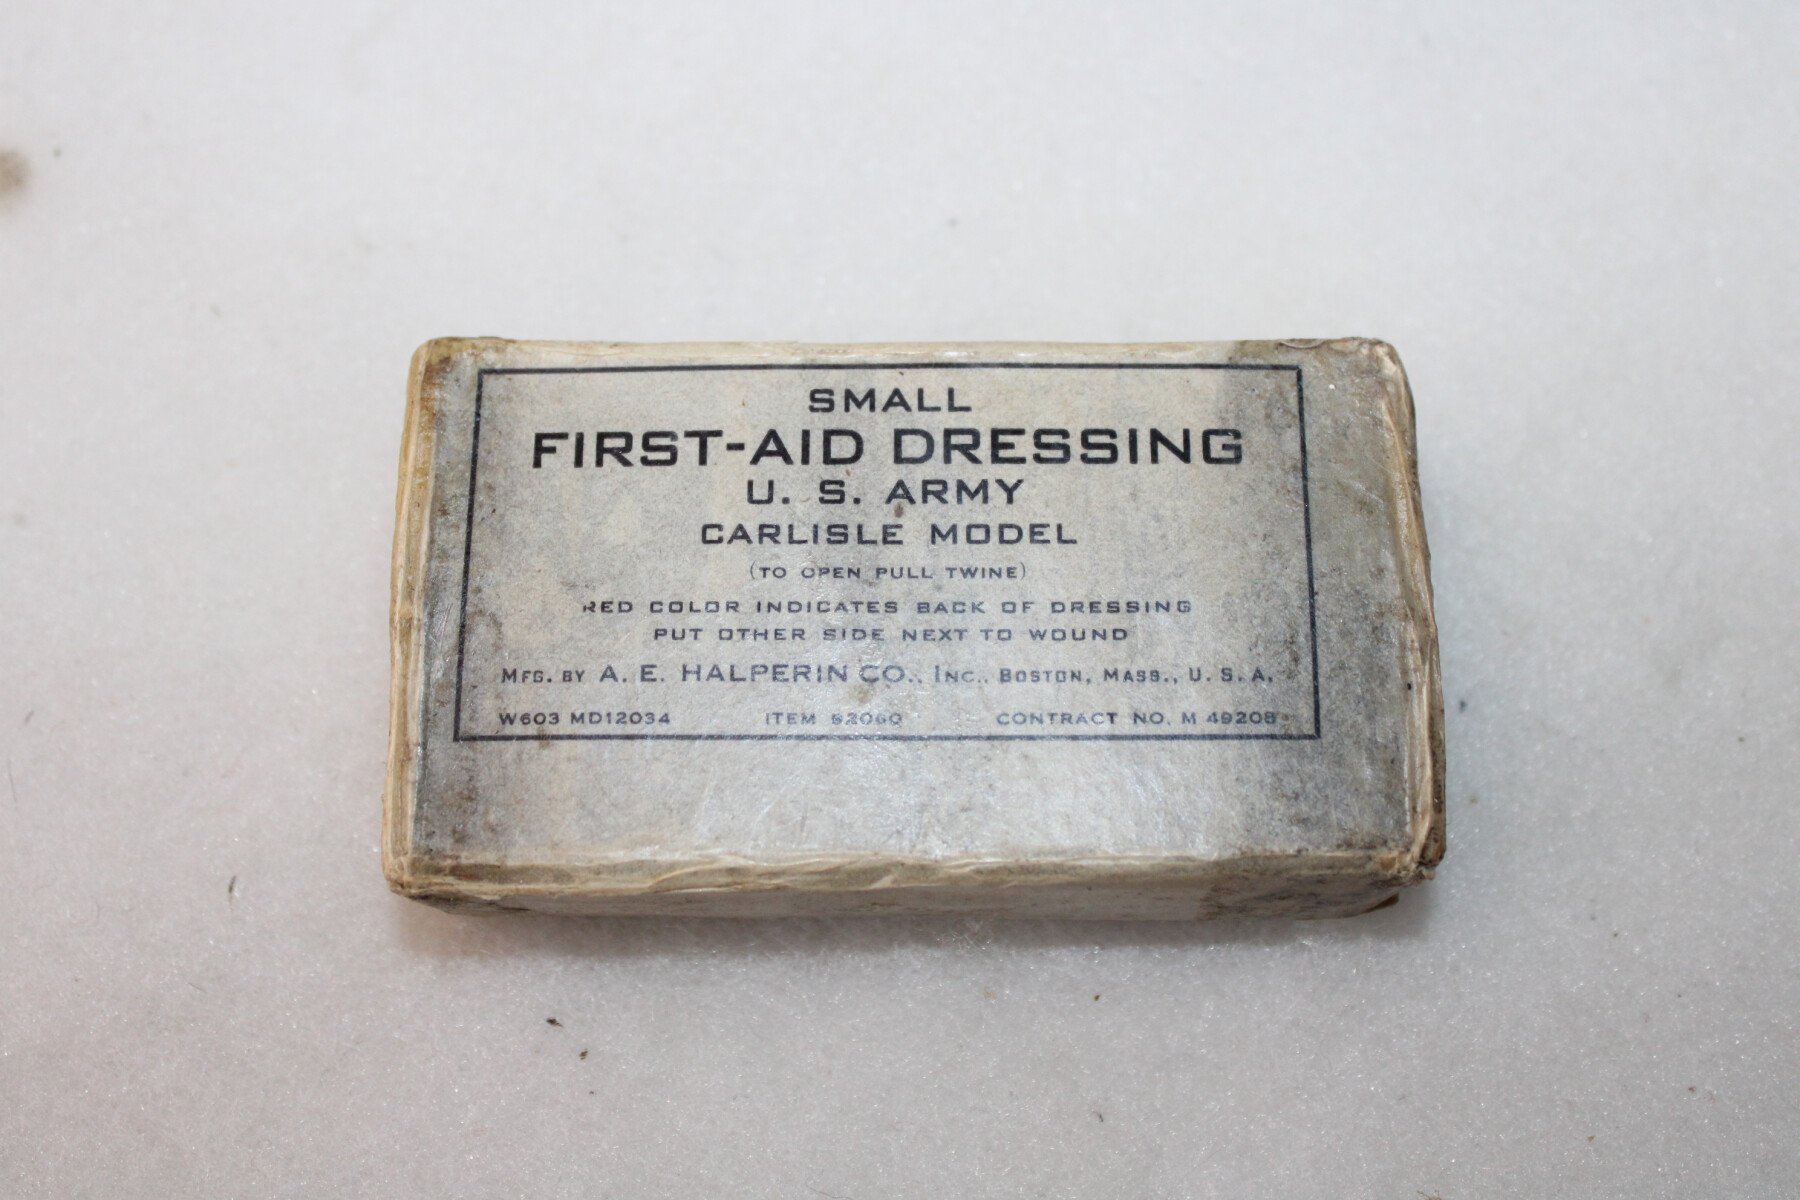 SMALL
FIRST-AID DRESSING
U. S. ARMY
CARLISLE MODEL
(TO OPEN PULL TWINE)
RED COLOR INDICATES BACK OF DRESSING
PUT OTHER SIDE NEXT TO WOUND
MFG. BY A. E. HALPERIN CO., INC., BOSTON, MASS., U. S. A.
W603 MD12034 ITEM 92060 CONTRACT NO. M 49208